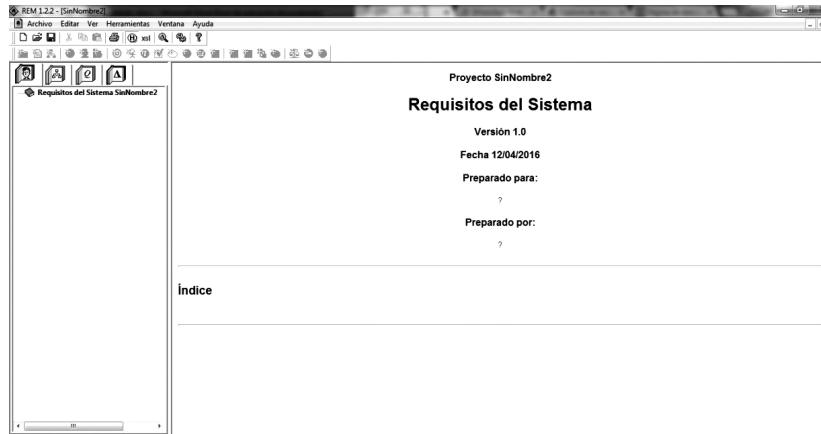 REM 1.2.2 - [SinNombre2]
Archivo Editar Ver Herramientas Ventana Ayuda
xsl
Requisitos del Sistema SinNombre2
Proyecto SinNombre2
Requisitos del Sistema
Versión 1.0
Fecha 12/04/2016
Preparado para:
?
Preparado por:
?
Índice